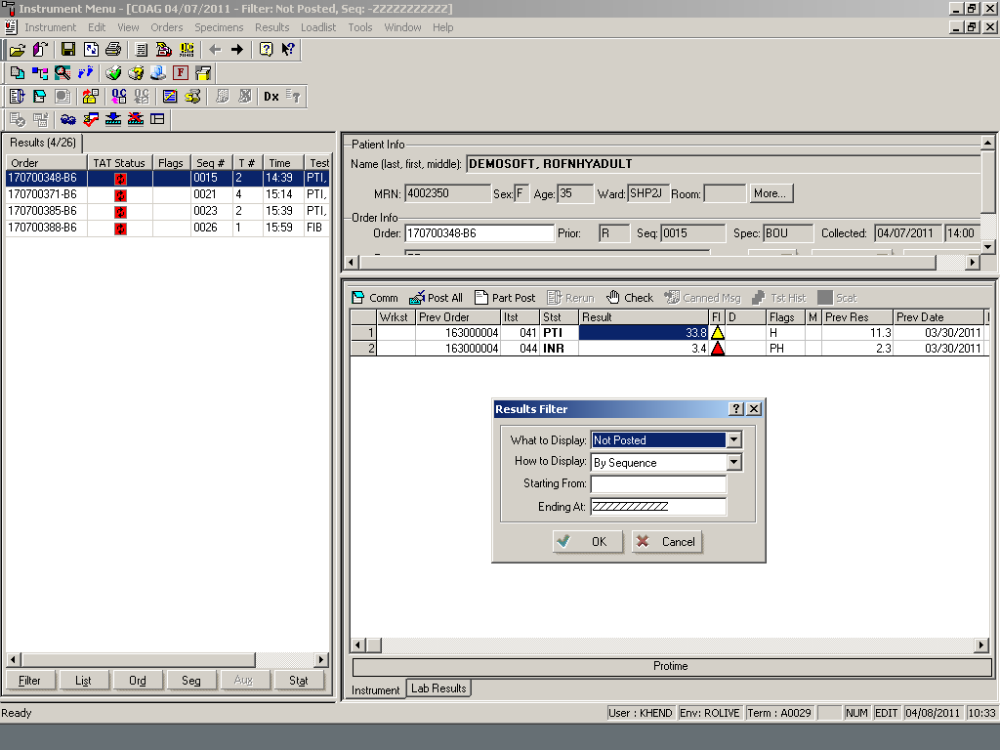 Instrument Menu - [COAG 04/07/2011 - Filter: Not Posted, Seq: -ZZZZZZZZZZZ]
Instrument Edit View Orders Specimens Results Loadlist Tools Window Help
Dx
Results (4/26)
Order TAT Status Flags Seq # T # Time Test
170700348-B6 0015 2 14:39 PTI,
170700371-B6 0021 4 15:14 PTI,
170700385-B6 0023 2 15:39 PTI,
170700388-B6 0026 1 15:59 FIB
Filter List Ord Seg Aux Stat
Patient Info
Name (last, first, middle): DEMOSOFT, ROFNHYADULT
MRN: 4002350 Sex: F Age: 35 Ward: SHP2J Room: More...
Order Info
Order: 170700348-B6 Prior: R Seq: 0015 Spec: BOU Collected: 04/07/2011 14:00
Comm Post All Part Post Rerun Check Canned Msg Tst Hist Scat
Wrkst Prev Order Itst Stst Result Fl D Flags M Prev Res Prev Date
1 163000004 041 PTI 33.8 H 11.3 03/30/2011
2 163000004 044 INR 3.4 PH 2.3 03/30/2011
Results Filter
What to Display: Not Posted
How to Display: By Sequence
Starting From:
Ending At: ZZZZZZZZZZZ
OK Cancel
Protime
Instrument Lab Results
Ready User : KHEND Env: ROLIVE Term : A0029 NUM EDIT 04/08/2011 10:33